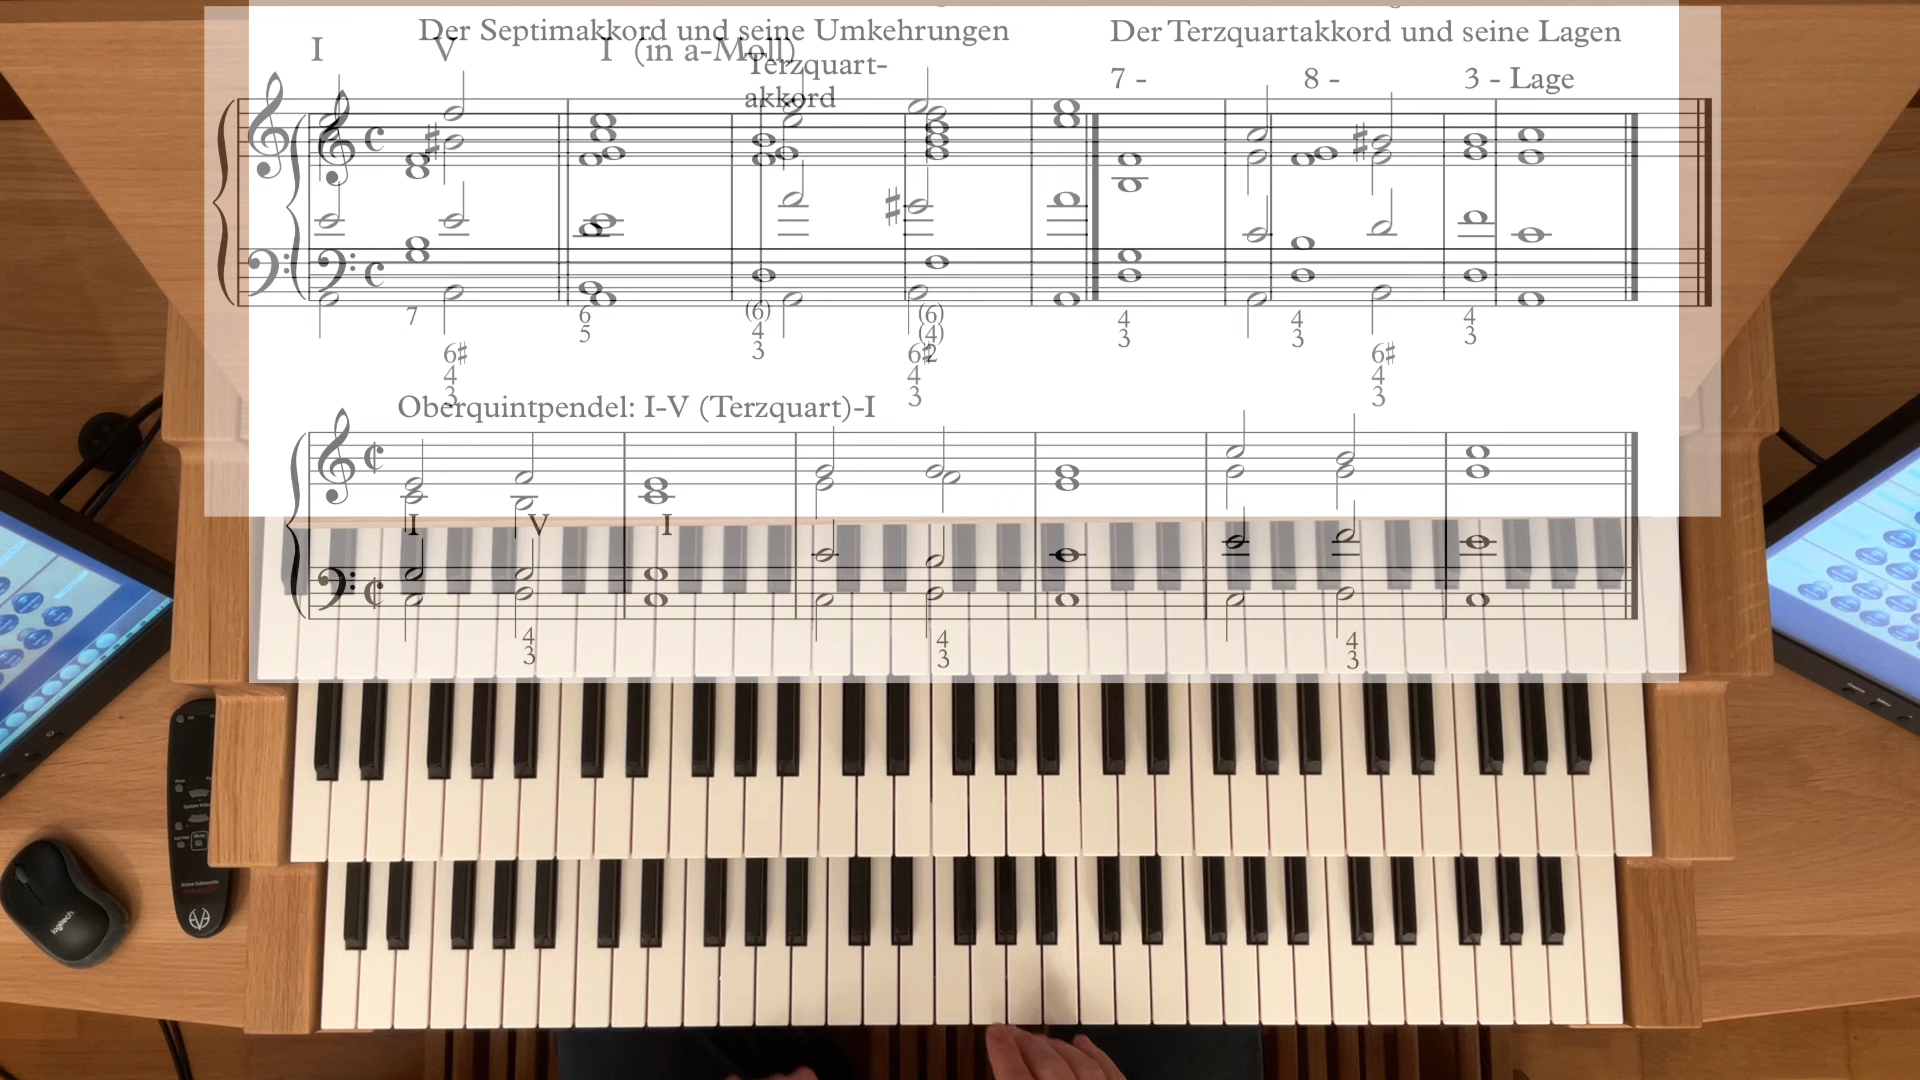 Der Septimakkord und seine Umkehrungen
Der Terzquartakkord und seine Lagen
I V I (in a-Moll)
Terzquart-
akkord
7 - 8 - 3 - Lage
7 6 (6) (6) 4 4 4
5 4 (4) 3 3 3
3 2
6♯ 6♯ 6♯
4 4 4
3 3 3
Oberquintpendel: I-V (Terzquart)-I
I V I
4 4 4
3 3 3
logitech